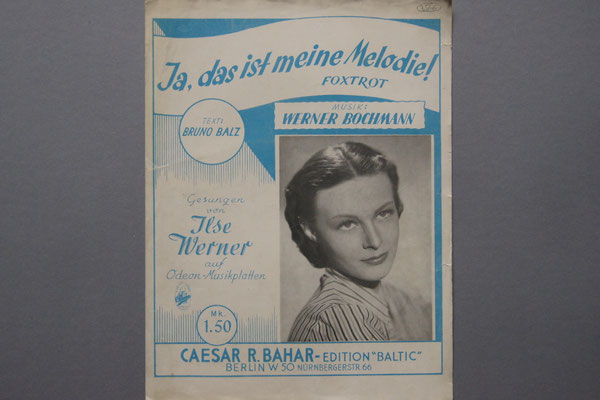 Ja, das ist meine Melodie!
FOXTROT
TEXT:
BRUNO BALZ
MUSIK:
WERNER BOCHMANN
Gesungen
von
Ilse
Werner
auf
Odeon-Musikplatten
Mk.
1.50
CAESAR R. BAHAR - EDITION "BALTIC"
BERLIN W 50 NÜRNBERGERSTR. 66